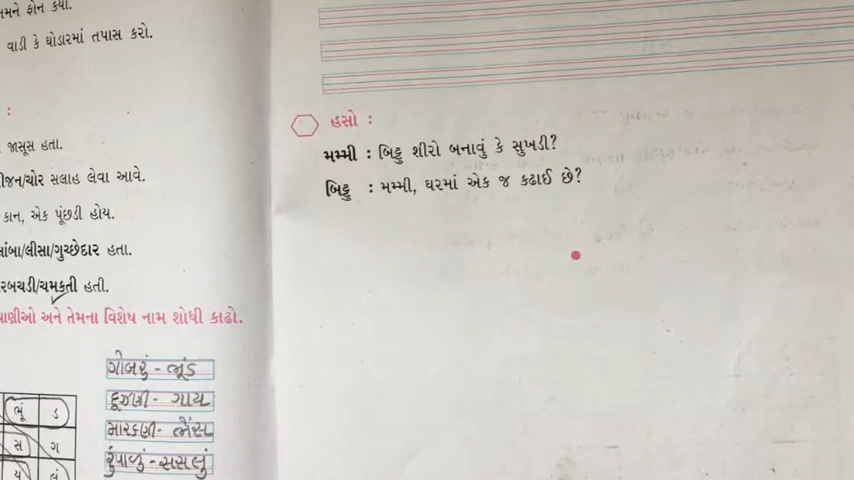 ફોન કર્યો.
વાડી કે ઘોડારમાં તપાસ કરો.
:
જાસૂસ હતા.
ીજન/ચોર સલાહ લેવા આવે.
કાન, એક પૂંછડી હોય.
લાંબા/લીસા/ગુચ્છેદાર હતા.
રબચડી/ચમકતી હતી.
અને તેમના વિશેષ નામ શોધી કાઢો.
ગોબરું - ભૂંડ
દૂઝણી - ગાય
મારકણી - ભેંસ
રુંપાળું - સસલું
ભૂં ડ
સ ગ
ય લું
હસો :
મમ્મી : બિટ્ટુ શીરો બનાવું કે સુખડી?
બિટ્ટુ : મમ્મી, ઘરમાં એક જ કઢાઈ છે?